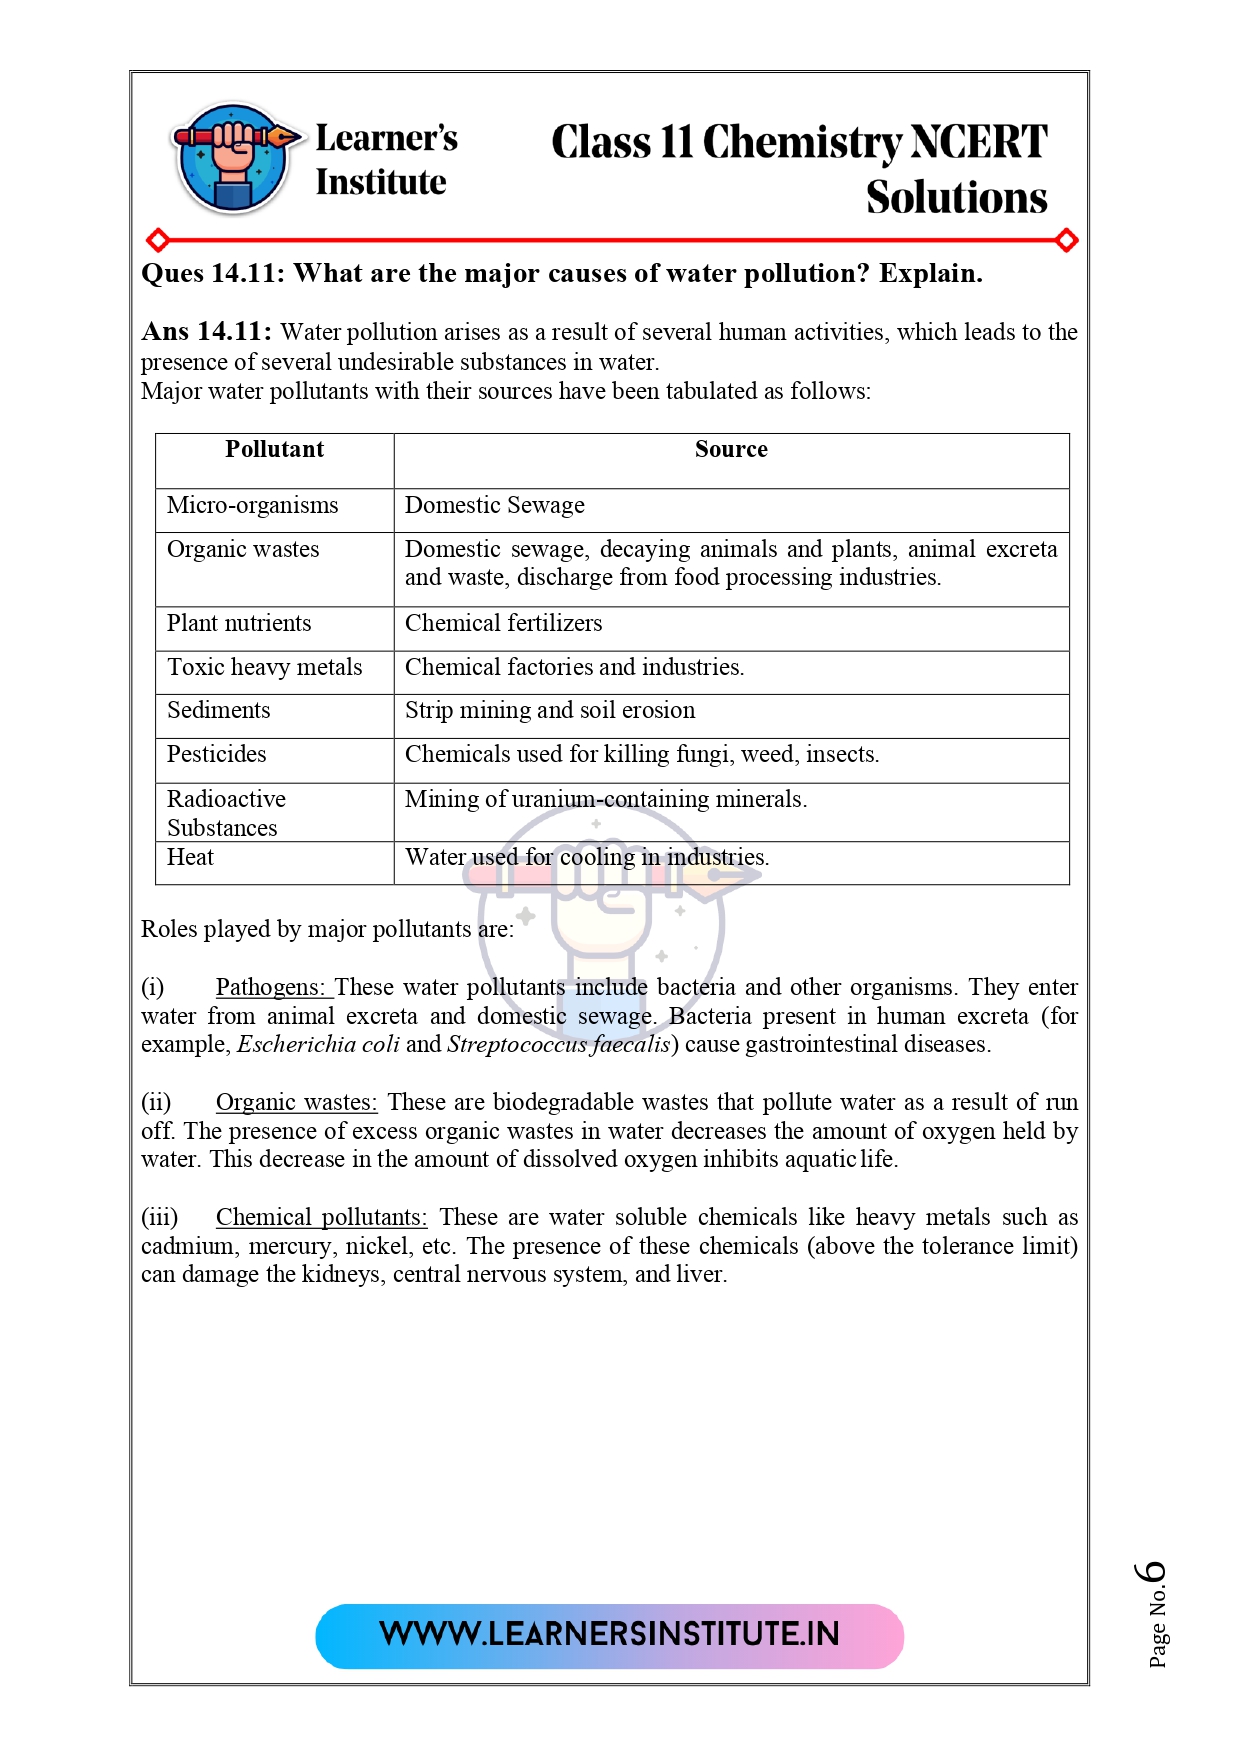 Learner's
Institute
Class 11 Chemistry NCERT
Solutions
Ques 14.11: What are the major causes of water pollution? Explain.
Ans 14.11: Water pollution arises as a result of several human activities, which leads to the
presence of several undesirable substances in water.
Major water pollutants with their sources have been tabulated as follows:
Pollutant Source
Micro-organisms Domestic Sewage
Organic wastes Domestic sewage, decaying animals and plants, animal excreta
and waste, discharge from food processing industries.
Plant nutrients Chemical fertilizers
Toxic heavy metals Chemical factories and industries.
Sediments Strip mining and soil erosion
Pesticides Chemicals used for killing fungi, weed, insects.
Radioactive Mining of uranium-containing minerals.
Substances
Heat Water used for cooling in industries.
Roles played by major pollutants are:
(i) Pathogens: These water pollutants include bacteria and other organisms. They enter
water from animal excreta and domestic sewage. Bacteria present in human excreta (for
example, Escherichia coli and Streptococcus faecalis) cause gastrointestinal diseases.
(ii) Organic wastes: These are biodegradable wastes that pollute water as a result of run
off. The presence of excess organic wastes in water decreases the amount of oxygen held by
water. This decrease in the amount of dissolved oxygen inhibits aquatic life.
(iii) Chemical pollutants: These are water soluble chemicals like heavy metals such as
cadmium, mercury, nickel, etc. The presence of these chemicals (above the tolerance limit)
can damage the kidneys, central nervous system, and liver.
WWW.LEARNERSINSTITUTE.IN
Page No.6